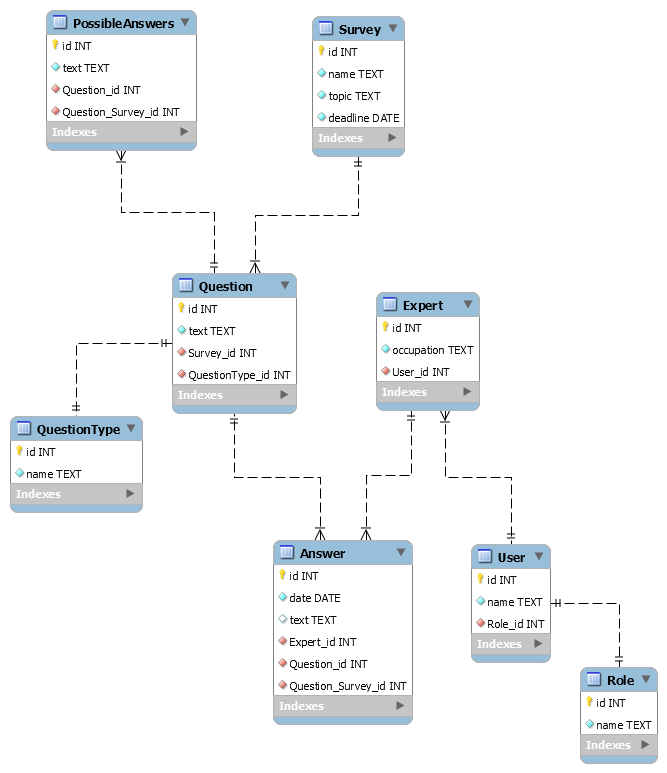 PossibleAnswers
id INT
text TEXT
Question_id INT
Question_Survey_id INT
Indexes
Survey
id INT
name TEXT
topic TEXT
deadline DATE
Indexes
Question
id INT
text TEXT
Survey_id INT
QuestionType_id INT
Indexes
Expert
id INT
occupation TEXT
User_id INT
Indexes
QuestionType
id INT
name TEXT
Indexes
Answer
id INT
date DATE
text TEXT
Expert_id INT
Question_id INT
Question_Survey_id INT
Indexes
User
id INT
name TEXT
Role_id INT
Indexes
Role
id INT
name TEXT
Indexes